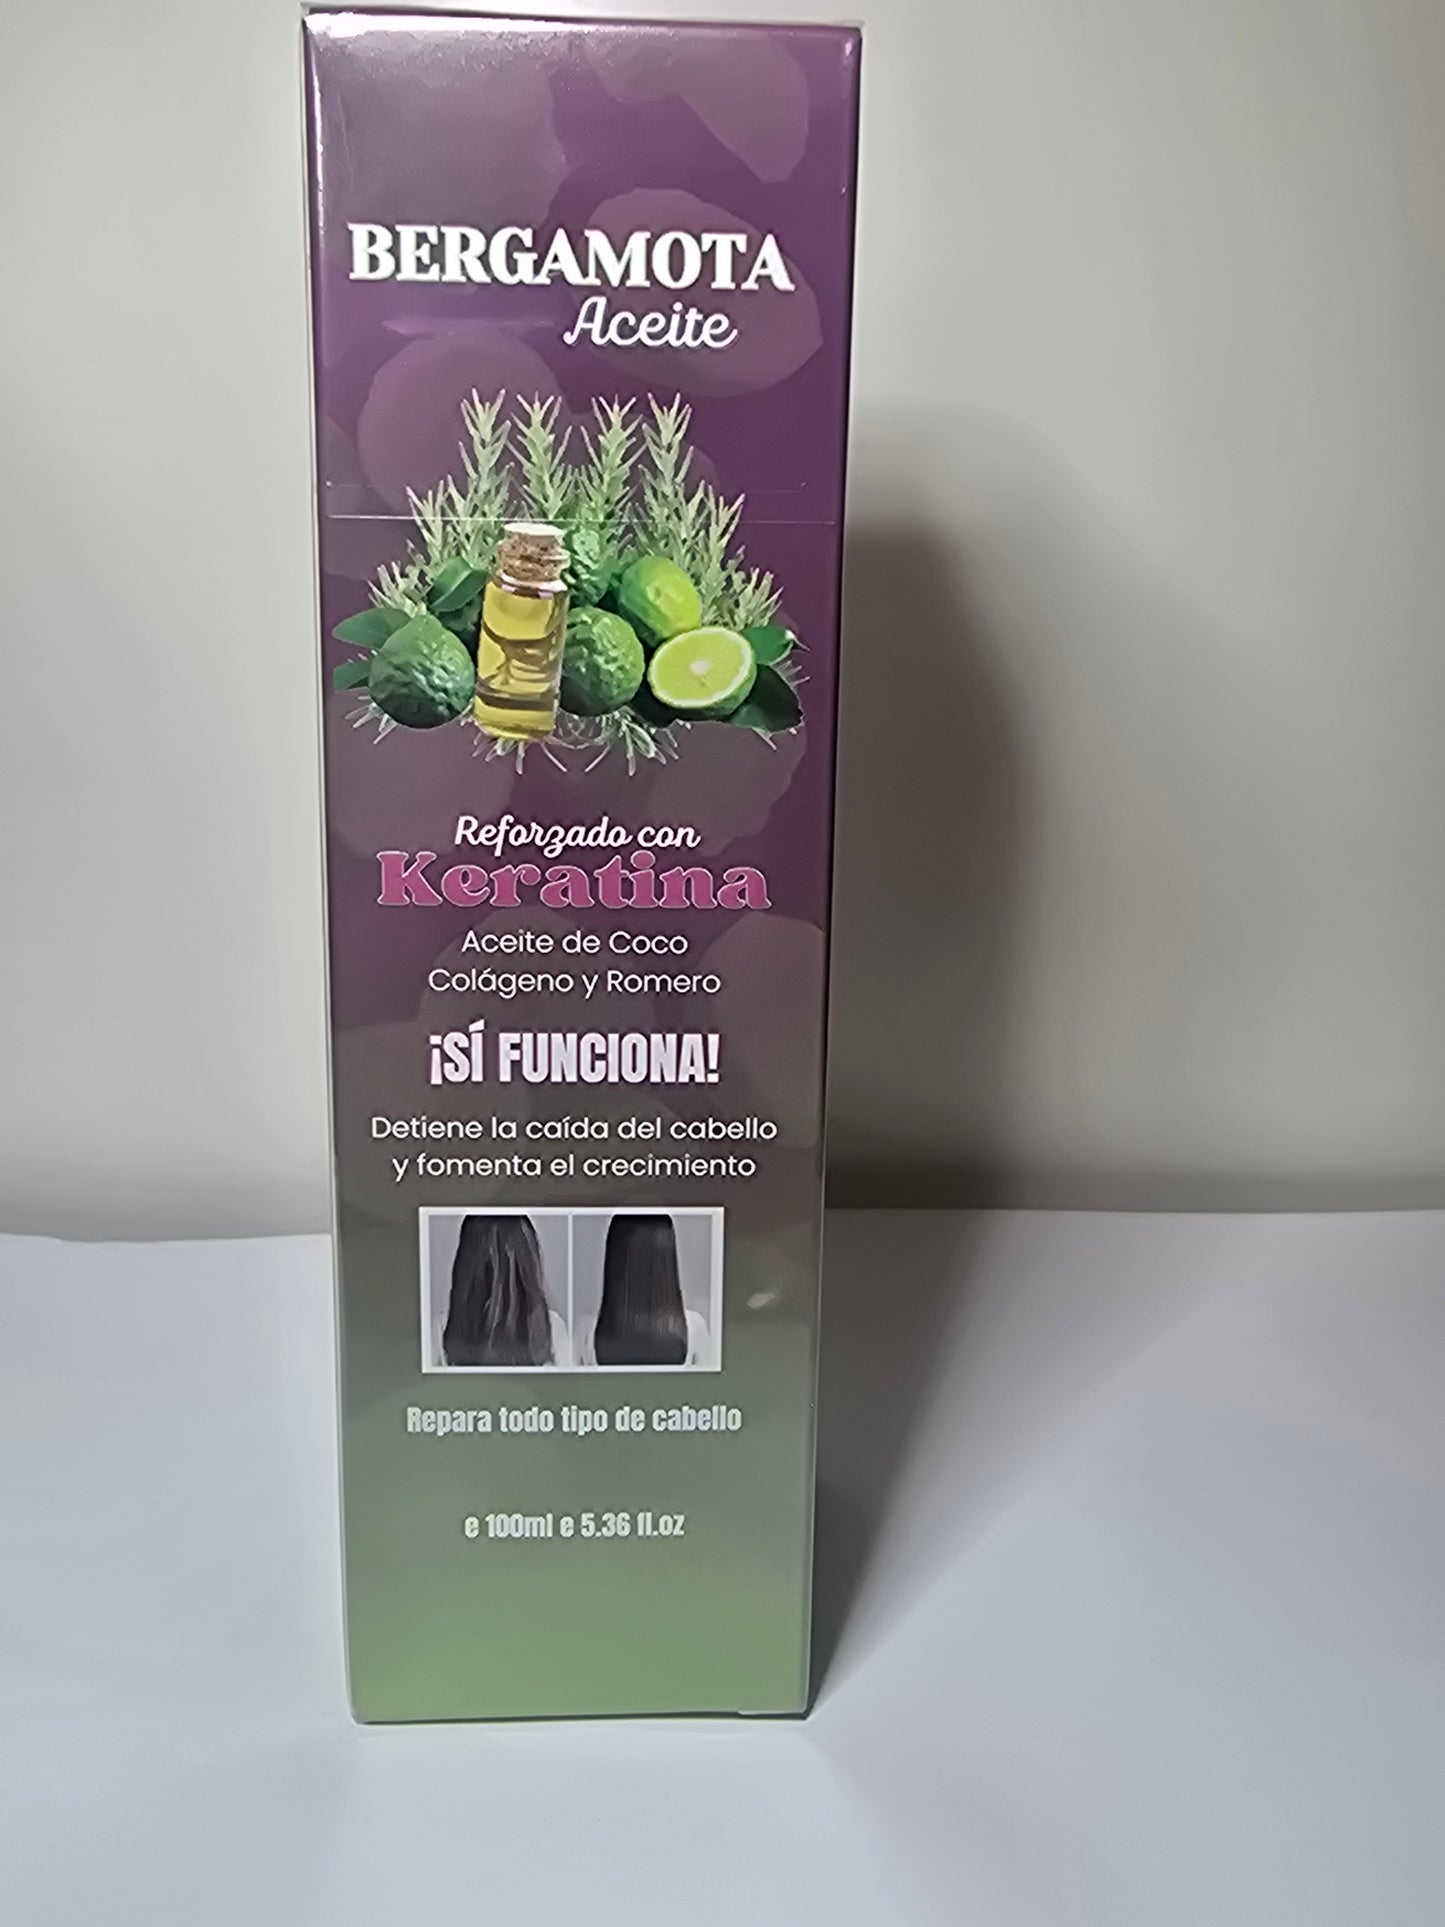 BERGAMOTA
Aceite
Reforzado con
Keratina
Aceite de Coco
Colágeno y Romero
¡SÍ FUNCIONA!
Detiene la caída del cabello
y fomenta el crecimiento
Repara todo tipo de cabello
e 100ml e 5.36 fl.oz